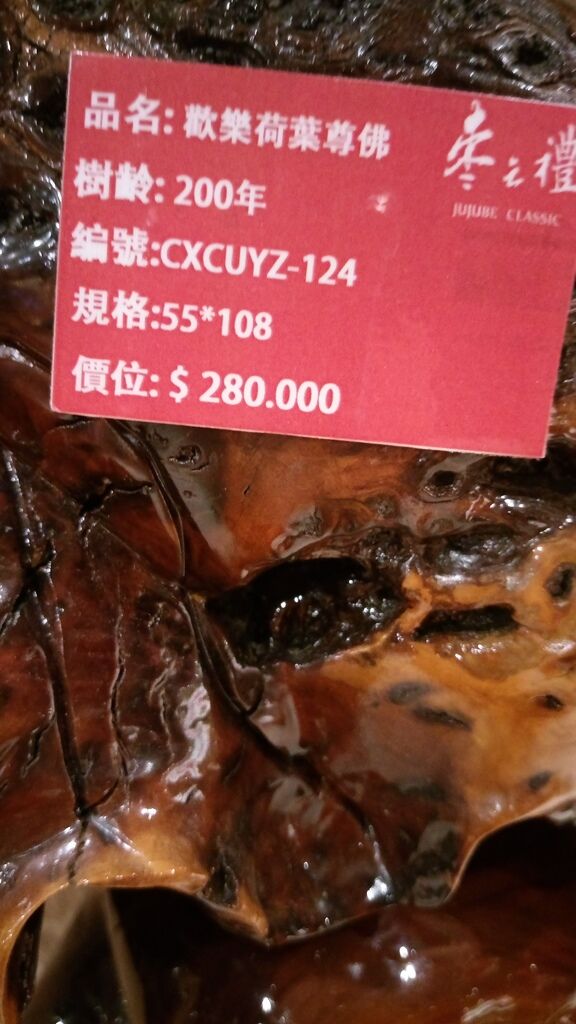 品名: 歡樂荷葉尊佛
樹齡: 200年
編號:CXCUYZ-124
規格:55*108
價位: $ 280.000
棗之禮
JUJUBE CLASSIC